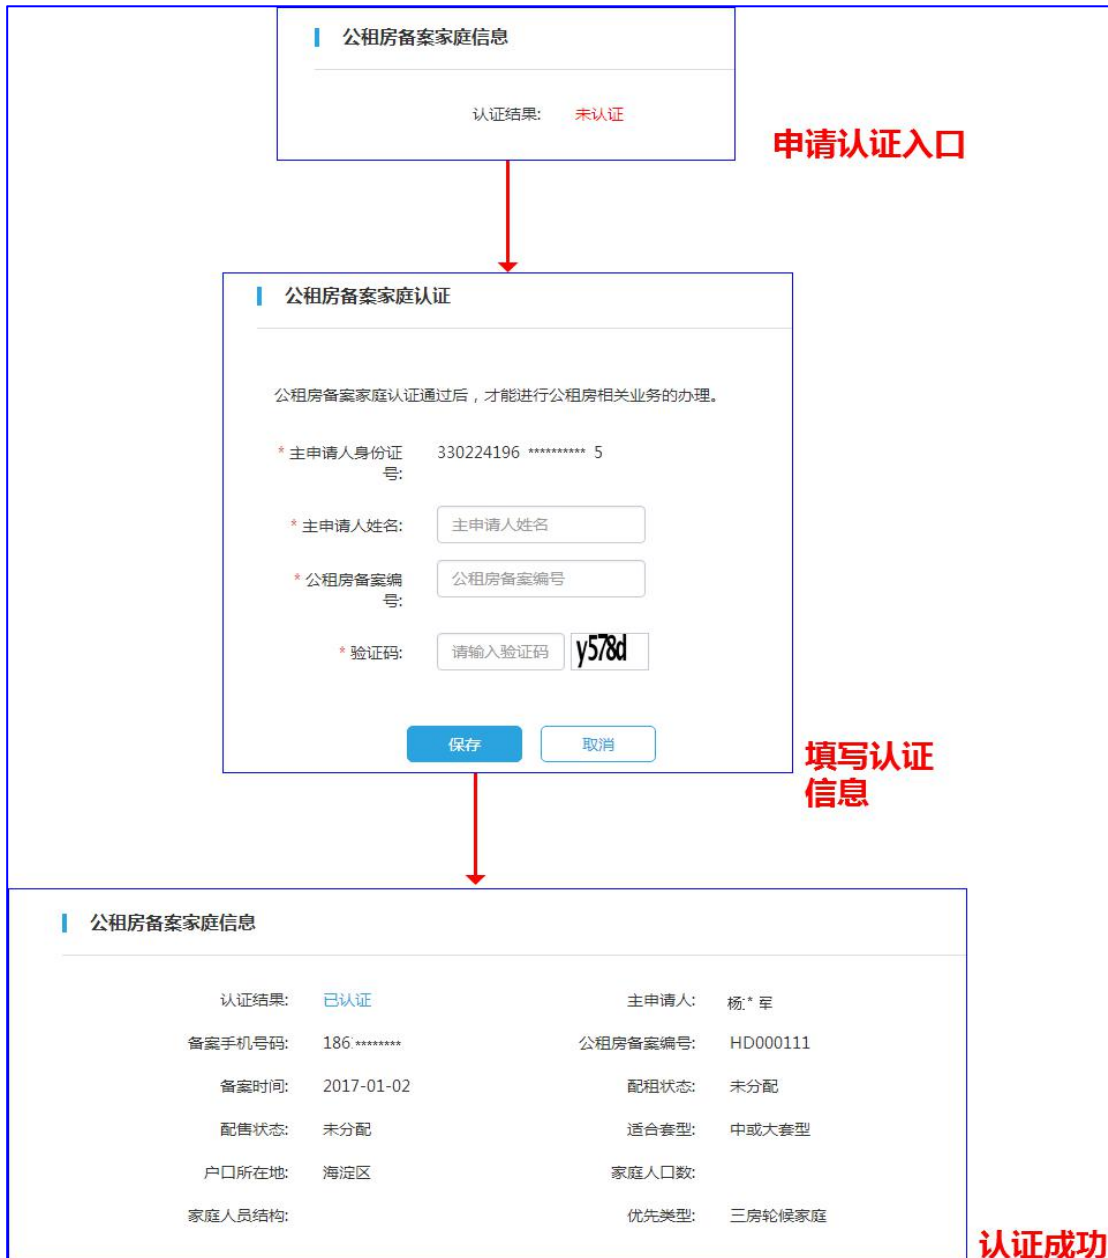 公租房备案家庭信息
认证结果: 未认证
申请认证入口
公租房备案家庭认证
公租房备案家庭认证通过后，才能进行公租房相关业务的办理。
* 主申请人身份证
号:
330224196 ********** 5
* 主申请人姓名: 主申请人姓名
* 公租房备案编
号:
公租房备案编号
* 验证码: 请输入验证码 y578d
保存 取消
填写认证
信息
公租房备案家庭信息
认证结果: 已认证 主申请人: 杨* 军
备案手机号码: 186 ******** 公租房备案编号: HD000111
备案时间: 2017-01-02 配租状态: 未分配
配售状态: 未分配 适合套型: 中或大套型
户口所在地: 海淀区 家庭人口数:
家庭人员结构: 优先类型: 三房轮候家庭
认证成功